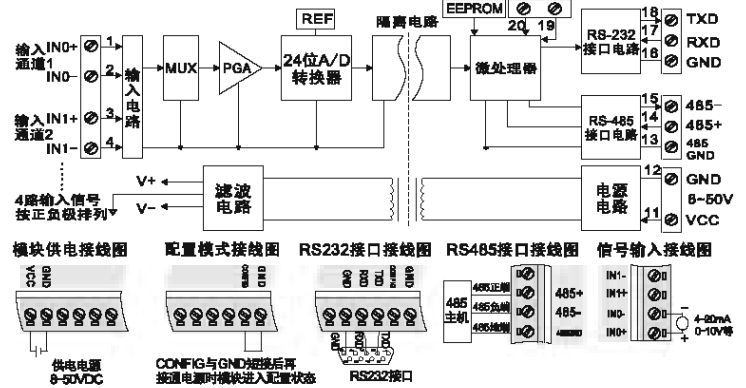 REF
隔离电路
EEPROM
20 19
输入
通道1
IN0+ 1
IN0- 2
输入
通道2
IN1+ 3
IN1- 4
输入电路
MUX
PGA
24位A/D
转换器
微处理器
RS-232
接口电路
18 TXD
17 RXD
16 GND
RS-485
接口电路
15 485-
14 485+
13 485
GND
4路输入信号
按正负极排列
V+
V-
滤波
电路
电源
电路
12 GND
8~50V
11 VCC
模块供电接线图
VCC
GND
供电电源
8-50VDC
配置模式接线图
CONFIG
GND
CONFIG与GND短接后再
接通电源时模块进入配置状态
RS232接口接线图
GND
RXD
TXD
CONFIG
GND
GND
RXD
TXD
RS232接口
RS485接口接线图
485
主机
485正端
485负端
485地端
485+
485-
485GND
信号输入接线图
IN1-
IN1+
IN0-
IN0+
-
+
4-20mA
0-10V等